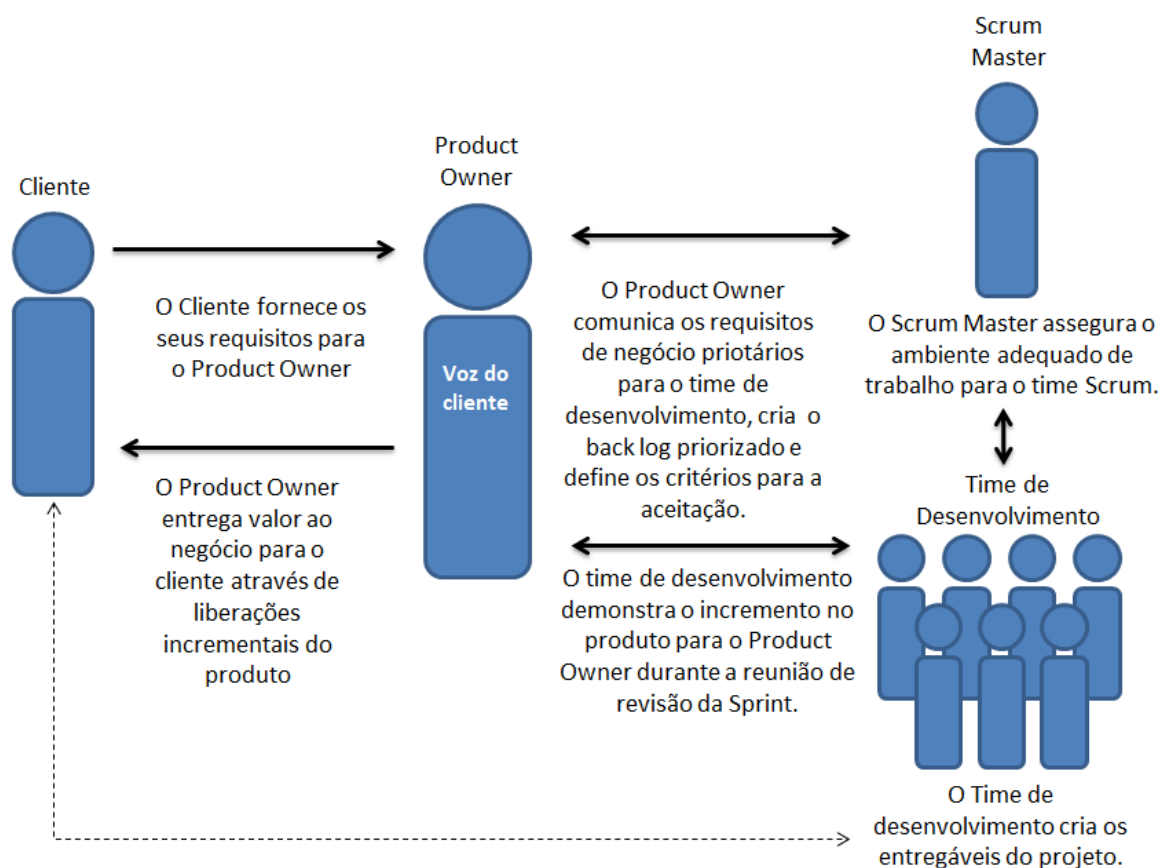 Cliente
O Cliente fornece os
seus requisitos para
o Product Owner
O Product Owner
entrega valor ao
negócio para o
cliente através de
liberações
incrementais do
produto
Product
Owner
Voz do
cliente
O Product Owner
comunica os requisitos
de negócio priotários
para o time de
desenvolvimento, cria o
back log priorizado e
define os critérios para a
aceitação.
O time de desenvolvimento
demonstra o incremento no
produto para o Product
Owner durante a reunião de
revisão da Sprint.
Scrum
Master
O Scrum Master assegura o
ambiente adequado de
trabalho para o time Scrum.
Time de
Desenvolvimento
O Time de
desenvolvimento cria os
entregáveis do projeto.